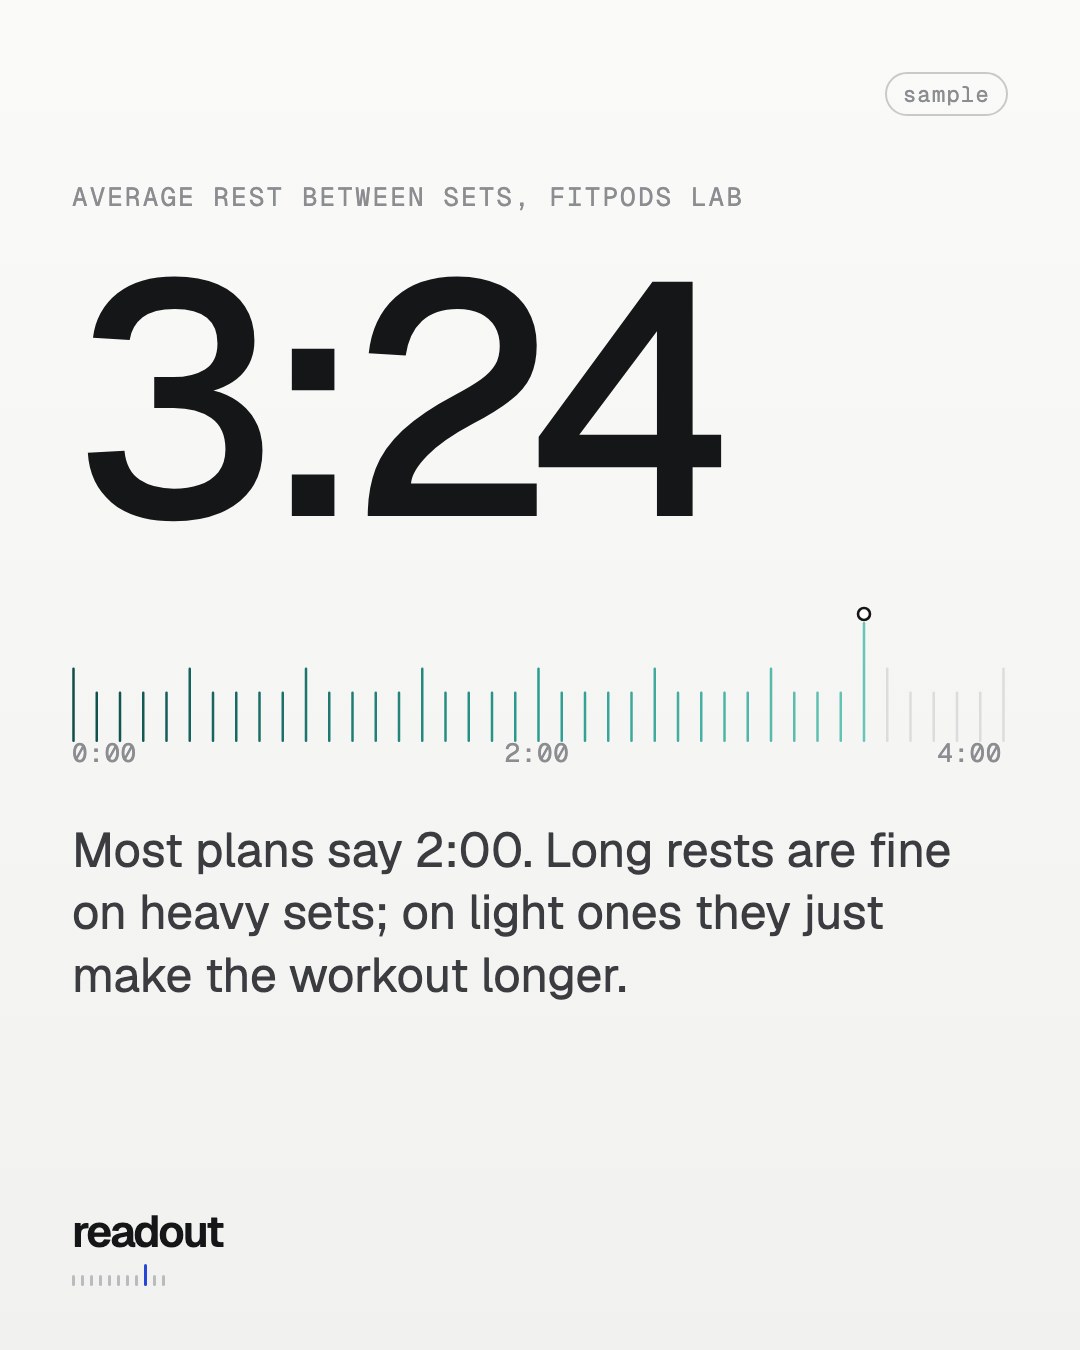 sample
AVERAGE REST BETWEEN SETS, FITPODS LAB
3:24
0:00 2:00 4:00
Most plans say 2:00. Long rests are fine
on heavy sets; on light ones they just
make the workout longer.
readout